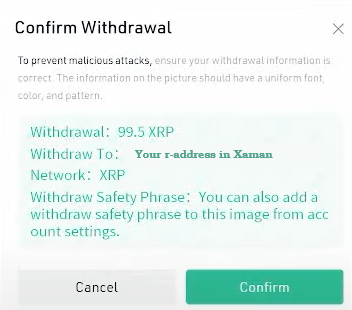 Confirm Withdrawal
To prevent malicious attacks, ensure your withdrawal information is
correct. The information on the picture should have a uniform font,
color, and pattern.
Withdrawal: 99.5 XRP
Withdraw To: Your r-address in Xaman
Network: XRP
Withdraw Safety Phrase: You can also add a
withdraw safety phrase to this image from acc
ount settings.
Cancel Confirm